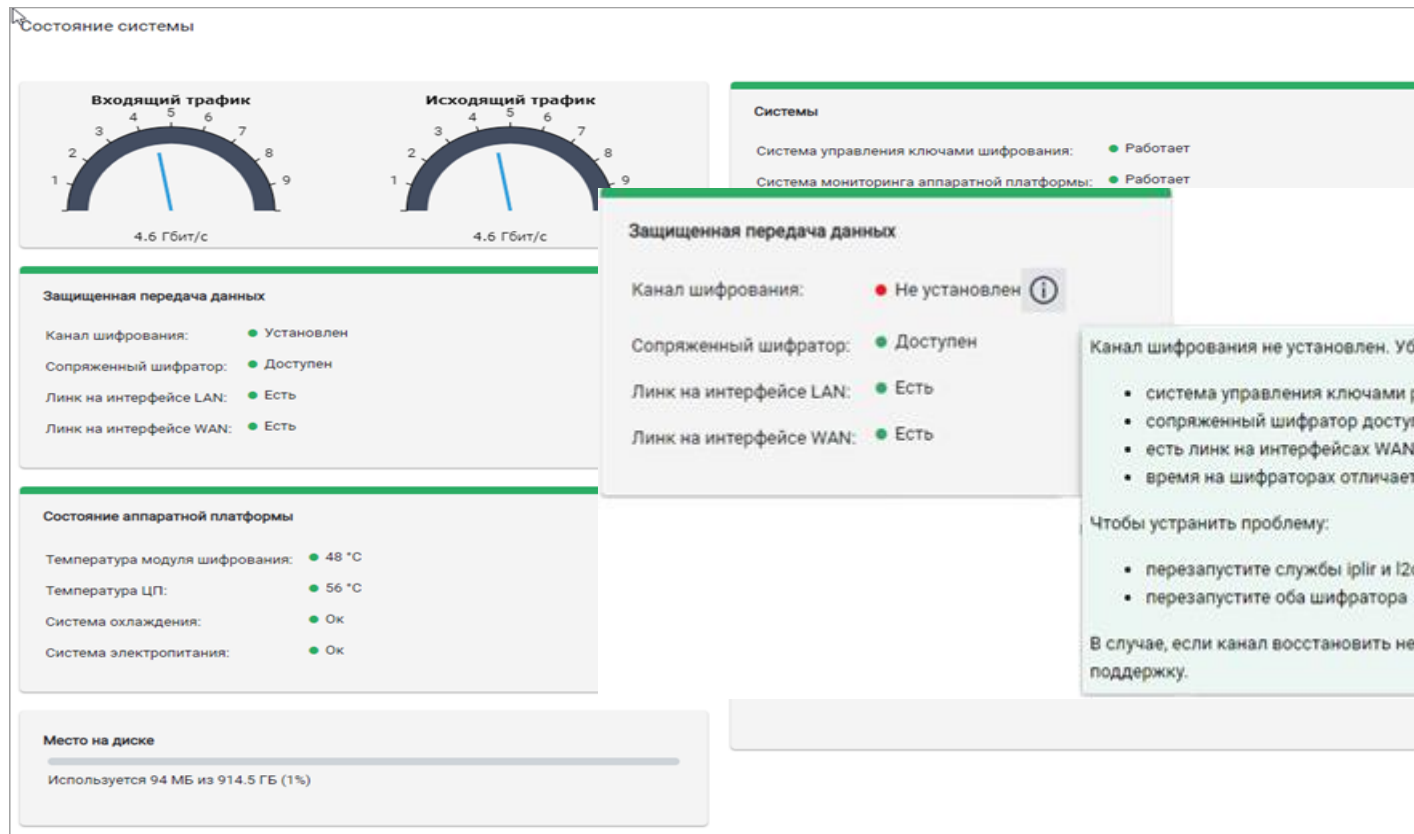 Состояние системы
Входящий трафик
1 2 3 4 5 6 7 8 9
4.6 Гбит/с
Исходящий трафик
1 2 3 4 5 6 7 8 9
4.6 Гбит/с
Системы
Система управления ключами шифрования: Работает
Система мониторинга аппаратной платформы: Работает
Защищенная передача данных
Канал шифрования: Установлен
Сопряженный шифратор: Доступен
Линк на интерфейсе LAN: Есть
Линк на интерфейсе WAN: Есть
Защищенная передача данных
Канал шифрования: Не установлен
Сопряженный шифратор: Доступен
Линк на интерфейсе LAN: Есть
Линк на интерфейсе WAN: Есть
Канал шифрования не установлен.
система управления ключами
сопряженный шифратор
есть линк на интерфейсах WAN
время на шифраторах
Чтобы устранить проблему:
перезапустите службы iplir и
перезапустите оба шифратора
В случае, если канал восстановить не
поддержку.
Состояние аппаратной платформы
Температура модуля шифрования: 48 °C
Температура ЦП: 56 °C
Система охлаждения: Ок
Система электропитания: Ок
Место на диске
Используется 94 МБ из 914.5 ГБ (1%)